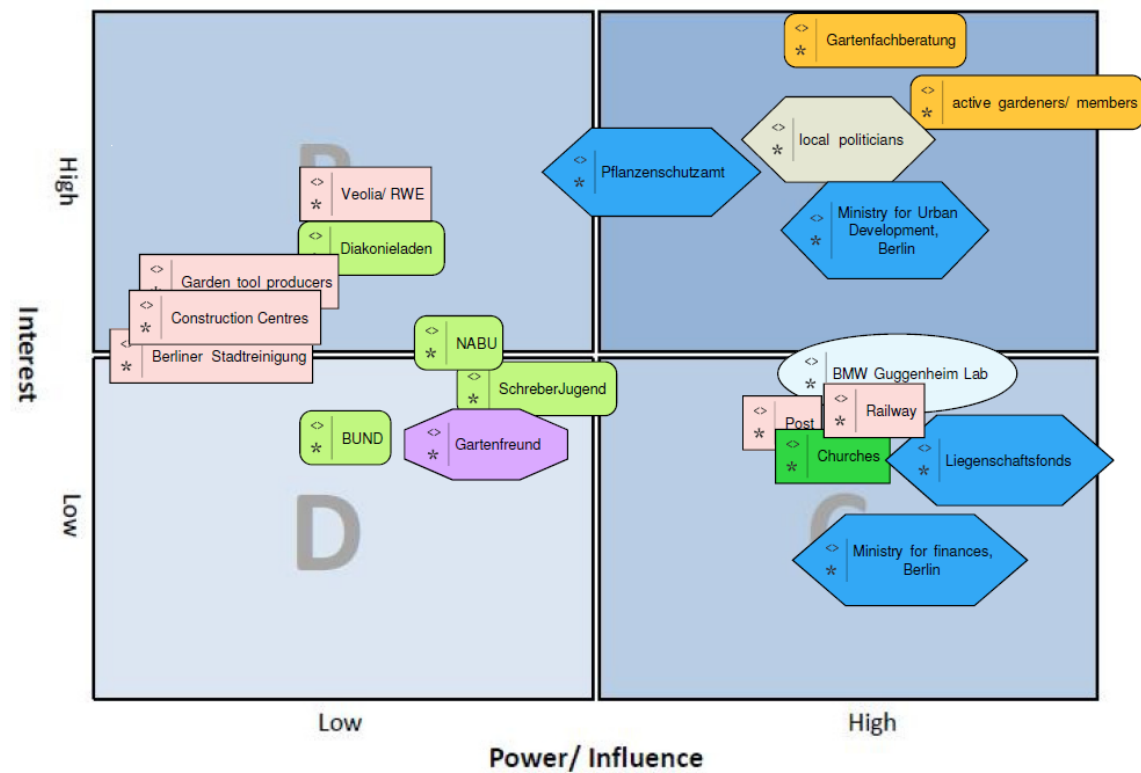 <>
* Gartenfachberatung
<>
* active gardeners/ members
<>
* local politicians
<>
* Pflanzenschutzamt
<>
* Veolia/ RWE
<>
* Ministry for Urban
Development,
Berlin
<>
Diakonieladen
<>
* Garden tool producers
<>
* Construction Centres
<>
* Berliner Stadtreinigung
<>
* NABU
<>
* SchreberJugend
<>
* BMW Guggenheim Lab
<>
* Railway
<>
* Post
<>
* BUND
<>
* Gartenfreund
<>
* Churches
<>
* Liegenschaftsfonds
<>
* Ministry for finances,
Berlin
D
High
Low
Interest
Low
High
Power/ Influence